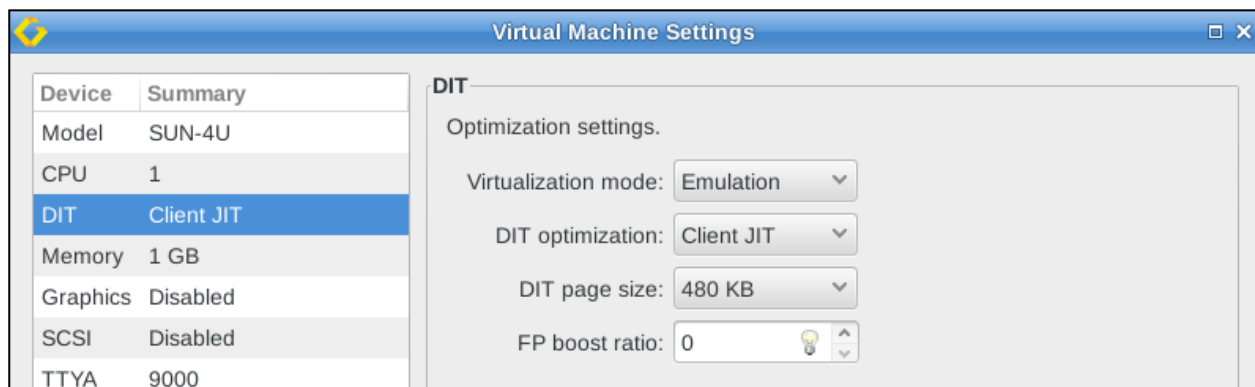 Virtual Machine Settings
Device Summary
Model SUN-4U
CPU 1
DIT Client JIT
Memory 1 GB
Graphics Disabled
SCSI Disabled
TTYA 9000
DIT
Optimization settings.
Virtualization mode: Emulation
DIT optimization: Client JIT
DIT page size: 480 KB
FP boost ratio: 0